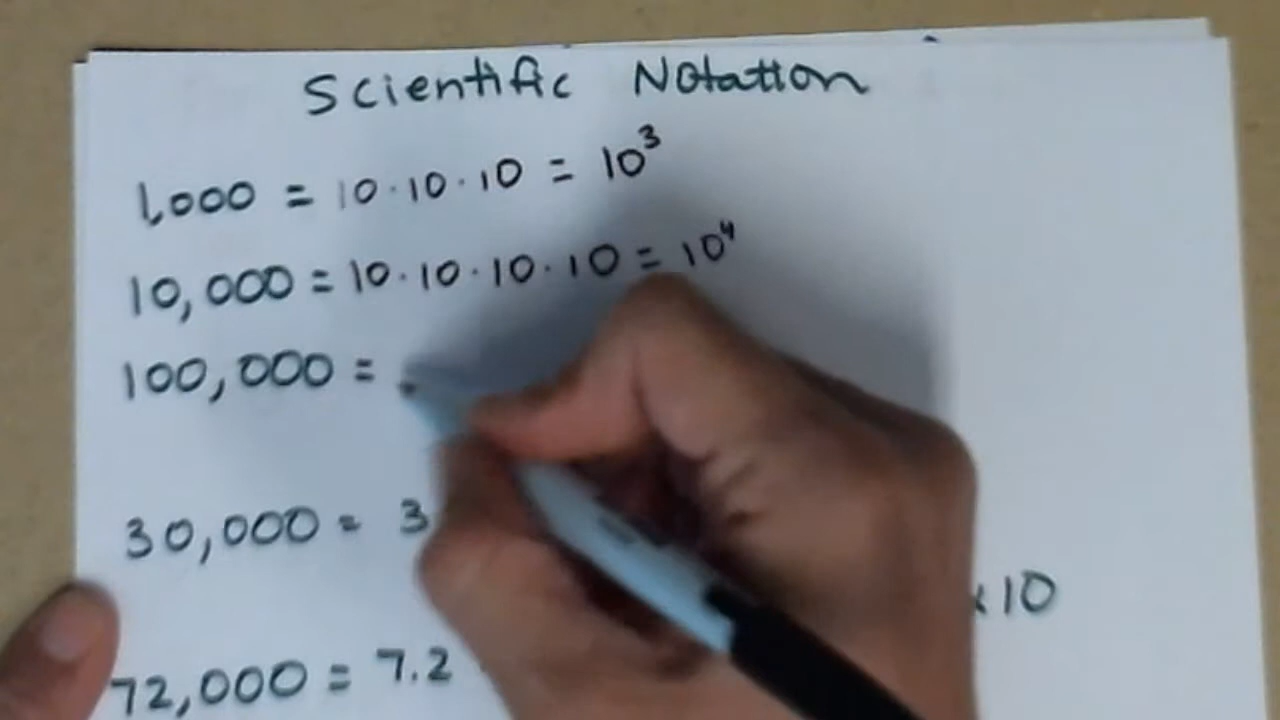 Scientific Notation
1,000 = 10·10·10 = 10³
10,000 = 10·10·10·10 = 10⁴
100,000 =
30,000 = 3
x 10
72,000 = 7.2